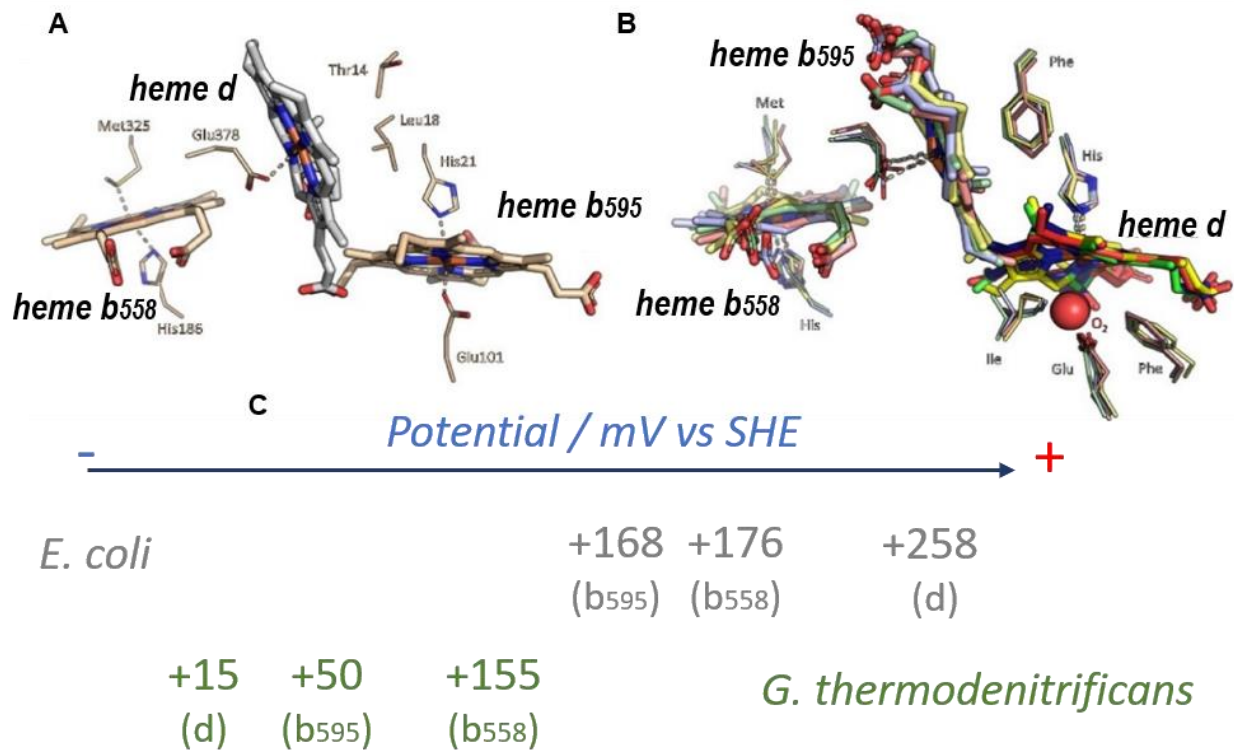 A
heme d
Thr14
Met325
Glu378
Leu18
His21
heme b595
heme b558
His186
Glu101
B
heme b595
Phe
Met
His
heme d
heme b558
His
O2
Ile
Glu
Phe
C
Potential / mV vs SHE
- +
E. coli
+168 +176 +258
(b595) (b558) (d)
+15 +50 +155
(d) (b595) (b558)
G. thermodenitrificans